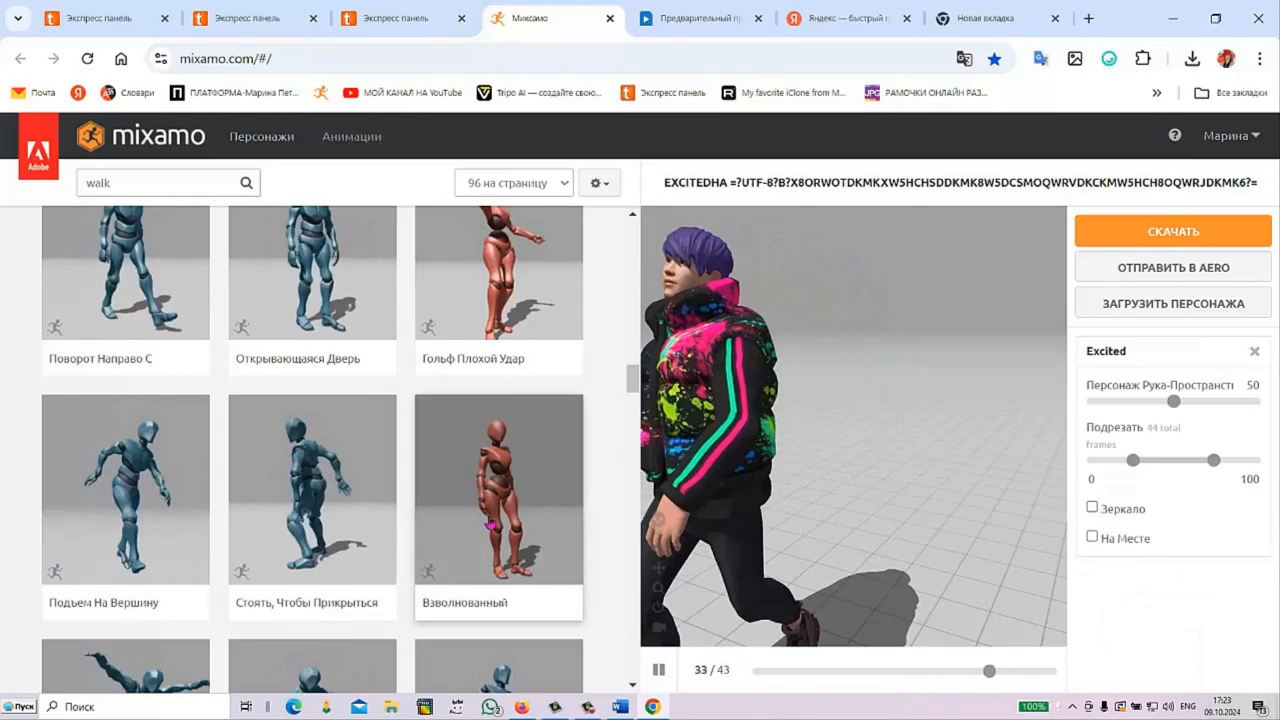 Экспресс панель
Экспресс панель
Экспресс панель
Миксамо
Предварительный п
Яндекс — быстрый г
Новая вкладка
mixamo.com/#/
Почта
Словари
ПЛАТФОРМА-Марина Пет...
МОЙ КАНАЛ НА YouTube
Tripo AI — создайте свою...
Экспресс панель
My favorite iClone from M...
РАМОЧКИ ОНЛАЙН РАЗ...
Все закладки
Adobe
mixamo
Персонажи
Анимации
Марина
walk
96 на страницу
EXCITEDНА =?UTF-8?B?X8ORWOTDKMKXW5HCHSDDKMK8W5DCSMOQWRVDKCKMW5HCH8OQWRJDKMK6?=
СКАЧАТЬ
ОТПРАВИТЬ В AERO
ЗАГРУЗИТЬ ПЕРСОНАЖА
Поворот Направо С
Открывающаяся Дверь
Гольф Плохой Удар
Excited
Персонаж Рука-Пространсті 50
Подрезать 44 total
frames
0 100
Зеркало
На Месте
Подъем На Вершину
Стоять, Чтобы Прикрыться
Взволнованный
33 / 43
Пуск
Поиск
100%
ENG
17:23
09.10.2024